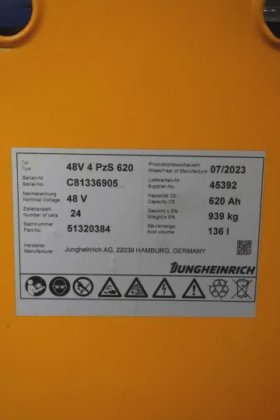 Typ
Type
48V 4 PzS 620
Produktionswoche/Jahr
Week/Year of Manufacture
07/2023
Serien-Nr
Serial-No
C81336905
Lieferanten-Nr
Supplier-No
45392
Nennspannung
Nominal Voltage
48 V
Kapazität C5
Capacity C5
620 Ah
Zellenanzahl
Number of cells
24
Gewicht ± 5%
Weight ± 5%
939 kg
Sachnummer
Part-No
51320384
Säuremenge
Acid volume
136 l
Hersteller
Manufacturer
Jungheinrich AG, 22039 HAMBURG, GERMANY
JUNGHEINRICH